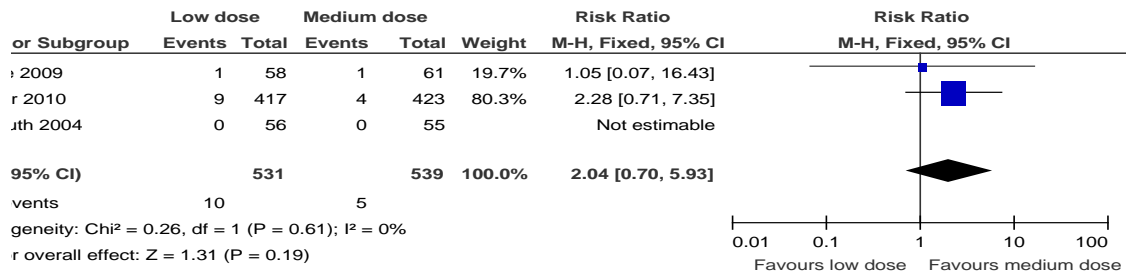 Low dose Medium dose Risk Ratio Risk Ratio
or Subgroup Events Total Events Total Weight M-H, Fixed, 95% CI M-H, Fixed, 95% CI
2009 1 58 1 61 19.7% 1.05 [0.07, 16.43]
r 2010 9 417 4 423 80.3% 2.28 [0.71, 7.35]
uth 2004 0 56 0 55 Not estimable
95% CI) 531 539 100.0% 2.04 [0.70, 5.93]
vents 10 5
geneity: Chi² = 0.26, df = 1 (P = 0.61); I² = 0%
r overall effect: Z = 1.31 (P = 0.19)
0.01 0.1 1 10 100
Favours low dose Favours medium dose